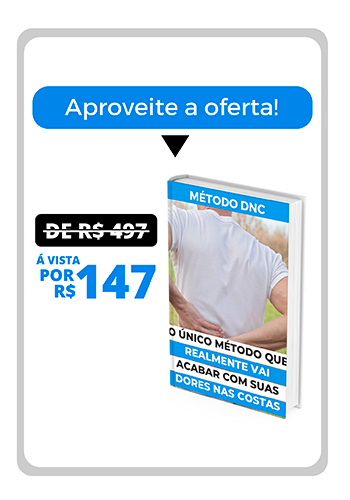 Aproveite a oferta!
MÉTODO DNC
DE R$ 497
Á VISTA
POR
R$ 147
O ÚNICO MÉTODO QUE
REALMENTE VAI
ACABAR COM SUAS
DORES NAS COSTAS